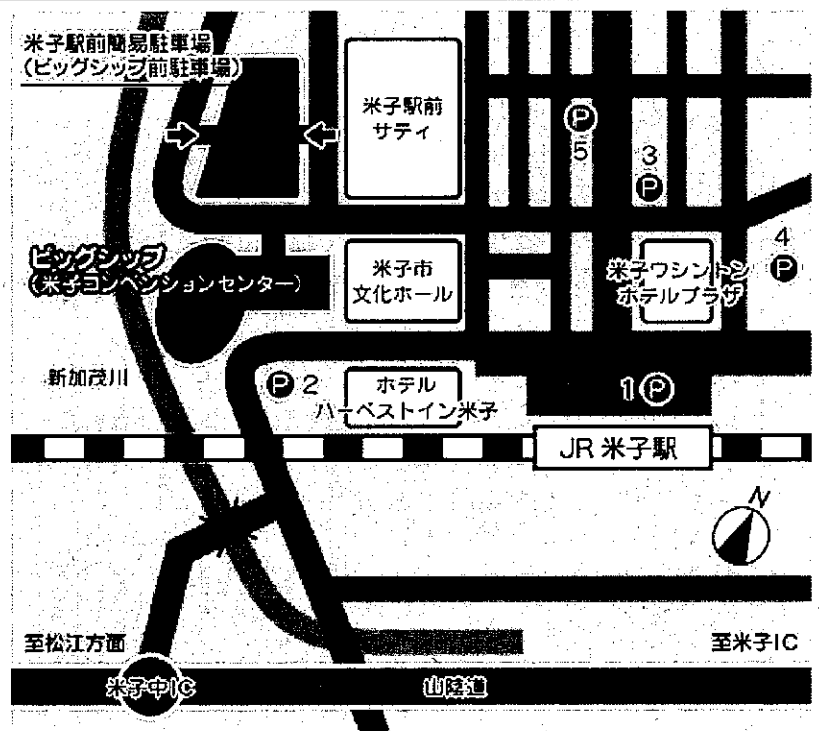 米子駅前簡易駐車場
(ビッグシップ前駐車場)
米子駅前
サティ
P
5
3
P
4
P
ビッグシップ
(米子コンベンションセンター)
米子市
文化ホール
米子ワシントン
ホテルプラザ
新加茂川
P 2
ホテル
ハーベストイン米子
1 P
JR 米子駅
N
至松江方面
至米子IC
米子中IC
山陰道